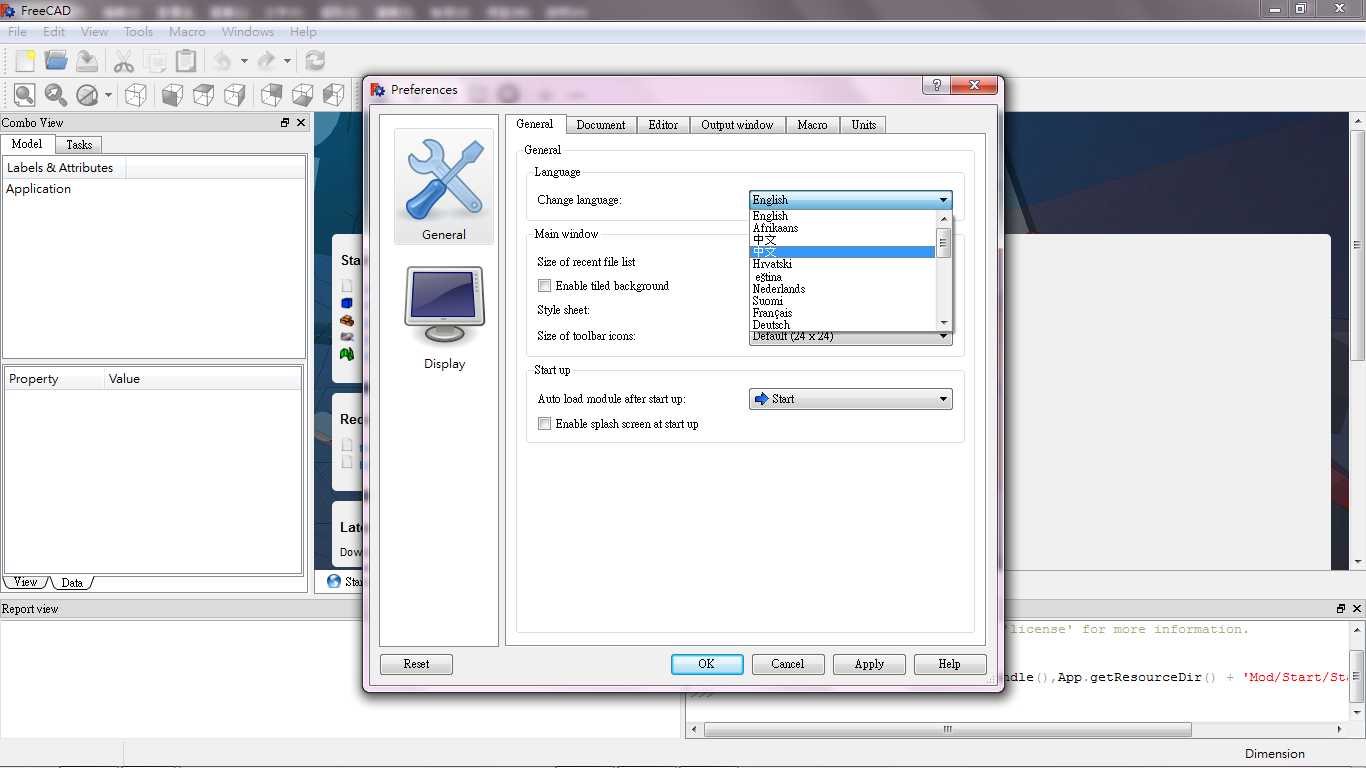 FreeCAD
File Edit View Tools Macro Windows Help
Combo View
Model Tasks
Labels & Attributes
Application
Property Value
View Data
Report view
Preferences
General
Display
General Document Editor Output window Macro Units
General
Language
Change language: English
English
Afrikaans
中文
中文
Hrvatski
eština
Nederlands
Suomi
Français
Deutsch
Main window
Size of recent file list
Enable tiled background
Style sheet:
Size of toolbar icons: Default (24 x 24)
Start up
Auto load module after start up: Start
Enable splash screen at start up
Reset OK Cancel Apply Help
'license' for more information.
ndle(),App.getResourceDir() + 'Mod/Start/Sta
>>>
Dimension